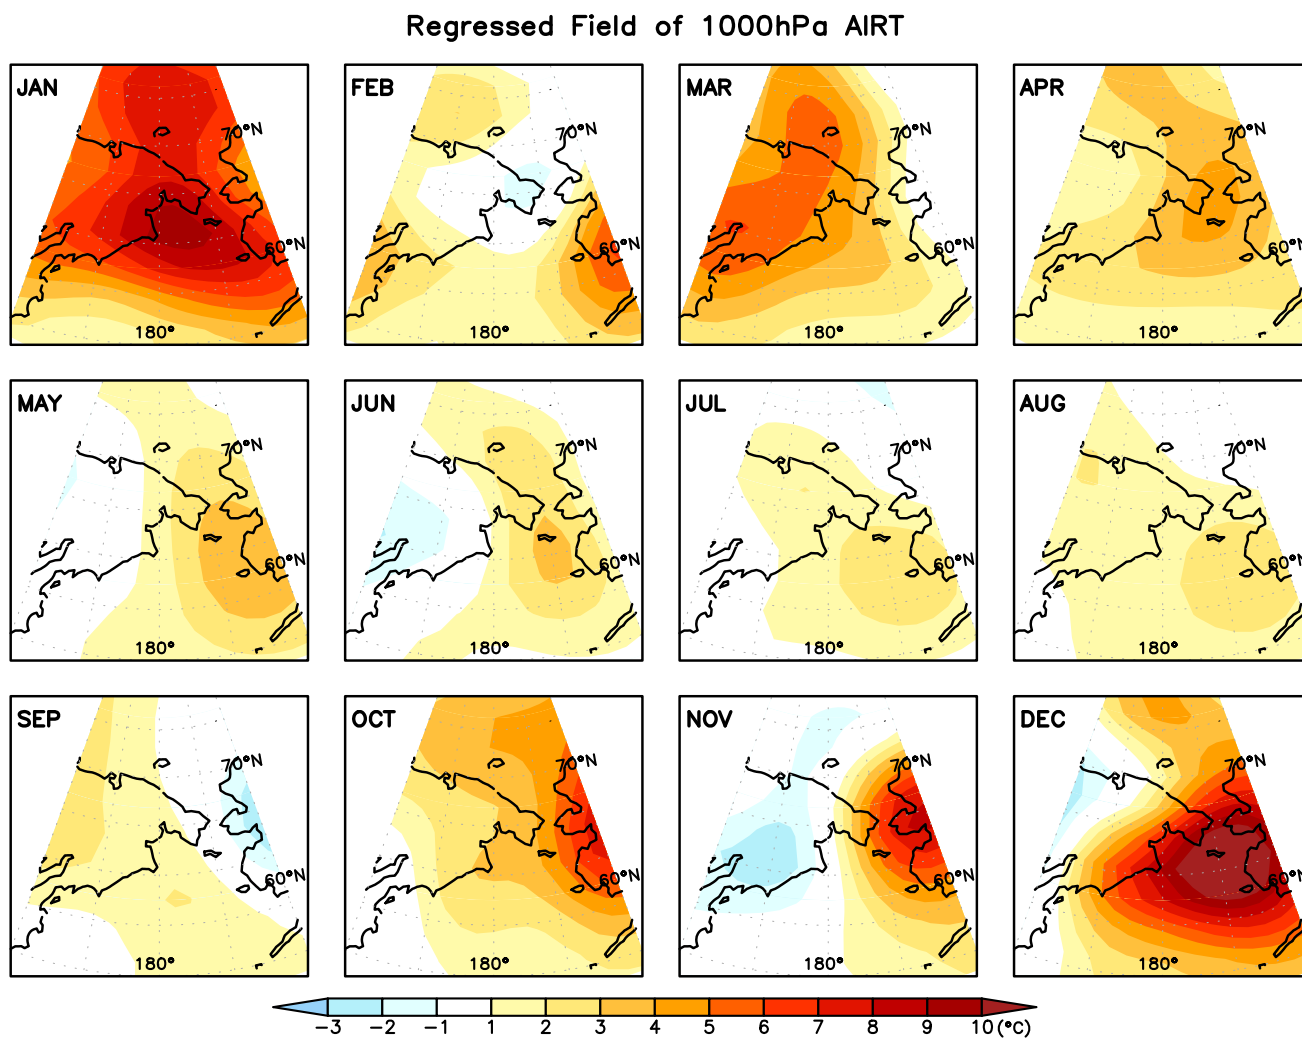 Regressed Field of 1000hPa AIRT
JAN 70°N 60°N 180°
FEB 70°N 60°N 180°
MAR 70°N 60°N 180°
APR 70°N 60°N 180°
MAY 70°N 60°N 180°
JUN 70°N 60°N 180°
JUL 70°N 60°N 180°
AUG 70°N 60°N 180°
SEP 70°N 60°N 180°
OCT 70°N 60°N 180°
NOV 70°N 60°N 180°
DEC 70°N 60°N 180°
−3 −2 −1 1 2 3 4 5 6 7 8 9 10 (°C)